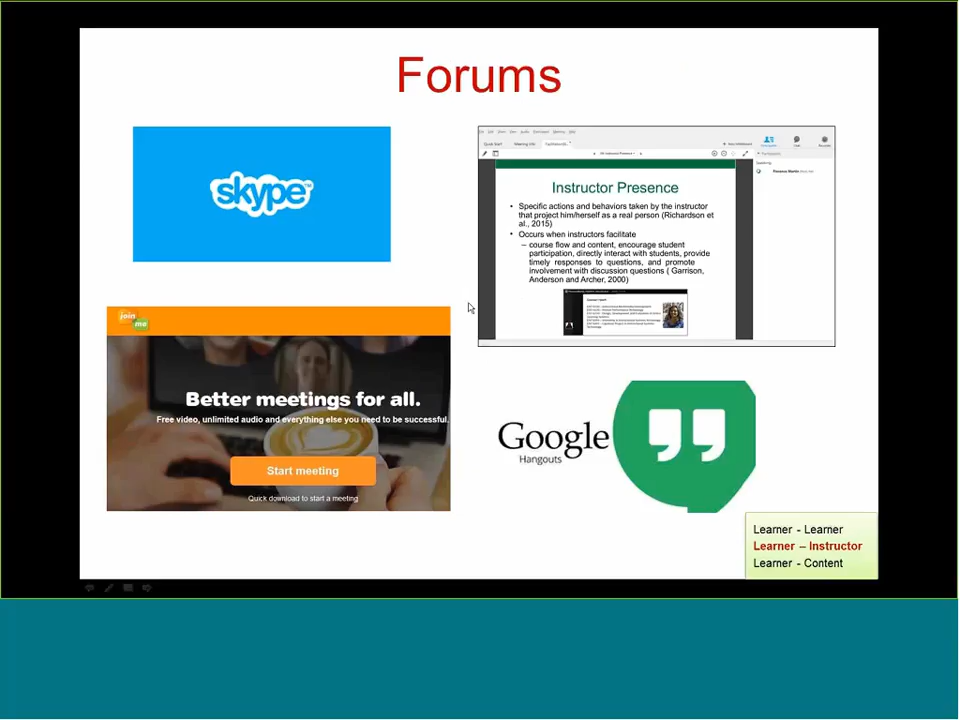 Forums
skype
TM
Instructor Presence
• Specific actions and behaviors taken by the instructor
that project him/herself as a real person (Richardson et
al., 2015)
• Occurs when instructors facilitate
– course flow and content, encourage student
participation, directly interact with students, provide
timely responses to questions, and promote
involvement with discussion questions ( Garrison,
Anderson and Archer, 2000)
join
me
Better meetings for all.
Free video, unlimited audio and everything else you need to be successful.
Start meeting
Quick download to start a meeting
Google
Hangouts
Learner - Learner
Learner – Instructor
Learner - Content